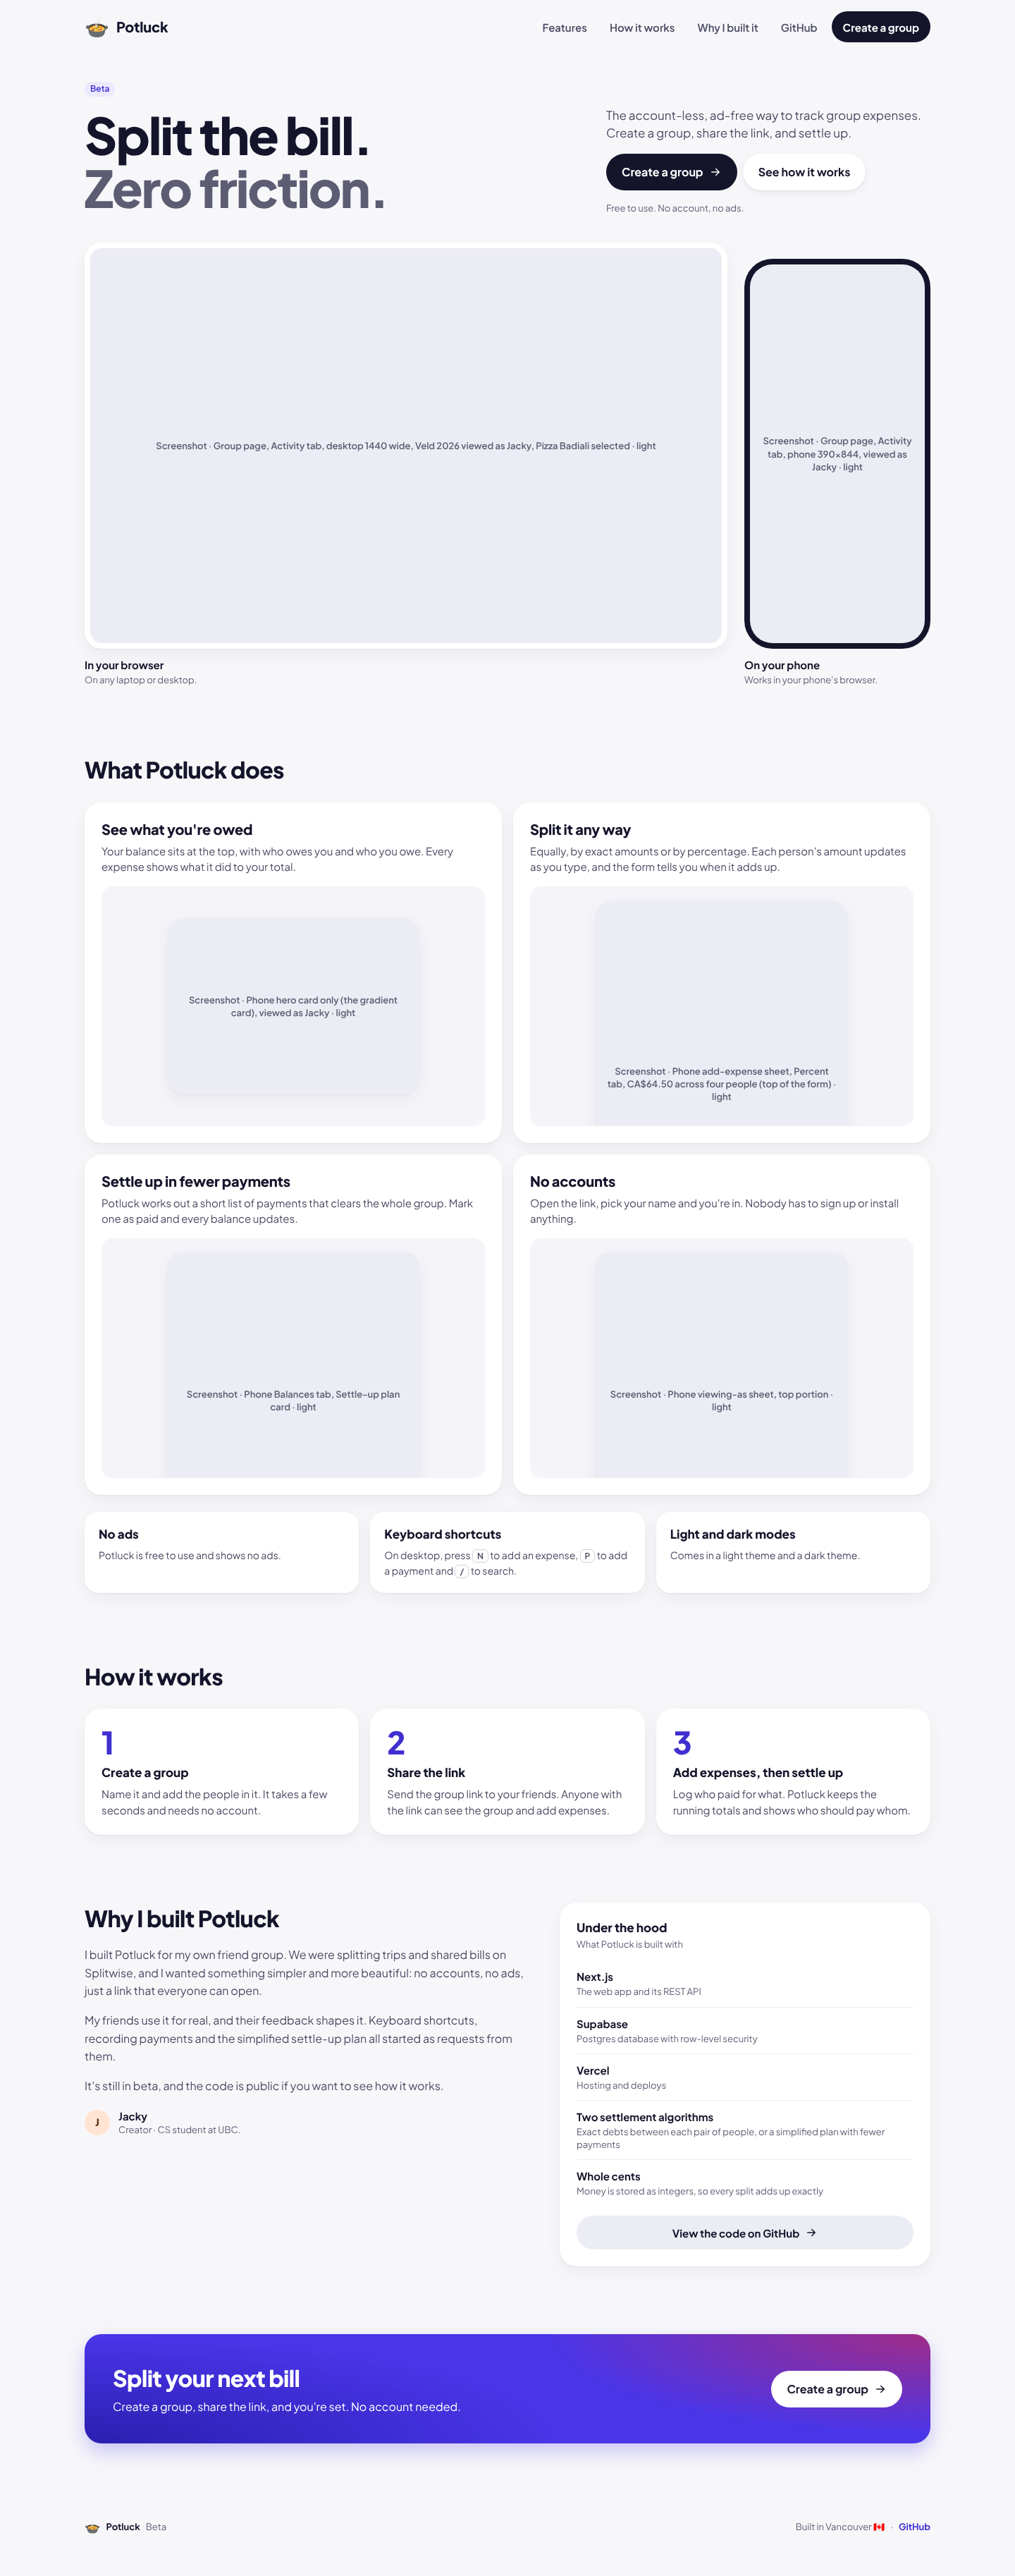 Potluck
Features
How it works
Why I built it
GitHub
Create a group
Beta
Split the bill.
Zero friction.
The account-less, ad-free way to track group expenses.
Create a group, share the link, and settle up.
Create a group →
See how it works
Free to use. No account, no ads.
Screenshot · Group page, Activity tab, desktop 1440 wide, Veld 2026 viewed as Jacky, Pizza Badiali selected · light
Screenshot · Group page, Activity
tab, phone 390×844, viewed as
Jacky · light
In your browser
On any laptop or desktop.
On your phone
Works in your phone's browser.
What Potluck does
See what you're owed
Your balance sits at the top, with who owes you and who you owe. Every
expense shows what it did to your total.
Screenshot · Phone hero card only (the gradient
card), viewed as Jacky · light
Split it any way
Equally, by exact amounts or by percentage. Each person's amount updates
as you type, and the form tells you when it adds up.
Screenshot · Phone add-expense sheet, Percent
tab, CA$64.50 across four people (top of the form) ·
light
Settle up in fewer payments
Potluck works out a short list of payments that clears the whole group. Mark
one as paid and every balance updates.
Screenshot · Phone Balances tab, Settle-up plan
card · light
No accounts
Open the link, pick your name and you're in. Nobody has to sign up or install
anything.
Screenshot · Phone viewing-as sheet, top portion ·
light
No ads
Potluck is free to use and shows no ads.
Keyboard shortcuts
On desktop, press N to add an expense, P to add
a payment and / to search.
Light and dark modes
Comes in a light theme and a dark theme.
How it works
1
Create a group
Name it and add the people in it. It takes a few
seconds and needs no account.
2
Share the link
Send the group link to your friends. Anyone with
the link can see the group and add expenses.
3
Add expenses, then settle up
Log who paid for what. Potluck keeps the
running totals and shows who should pay whom.
Why I built Potluck
I built Potluck for my own friend group. We were splitting trips and shared bills on
Splitwise, and I wanted something simpler and more beautiful: no accounts, no ads,
just a link that everyone can open.
My friends use it for real, and their feedback shapes it. Keyboard shortcuts,
recording payments and the simplified settle-up plan all started as requests from
them.
It's still in beta, and the code is public if you want to see how it works.
J
Jacky
Creator · CS student at UBC.
Under the hood
What Potluck is built with
Next.js
The web app and its REST API
Supabase
Postgres database with row-level security
Vercel
Hosting and deploys
Two settlement algorithms
Exact debts between each pair of people, or a simplified plan with fewer
payments
Whole cents
Money is stored as integers, so every split adds up exactly
View the code on GitHub →
Split your next bill
Create a group, share the link, and you're set. No account needed.
Create a group →
Potluck Beta
Built in Vancouver 🇨🇦 · GitHub